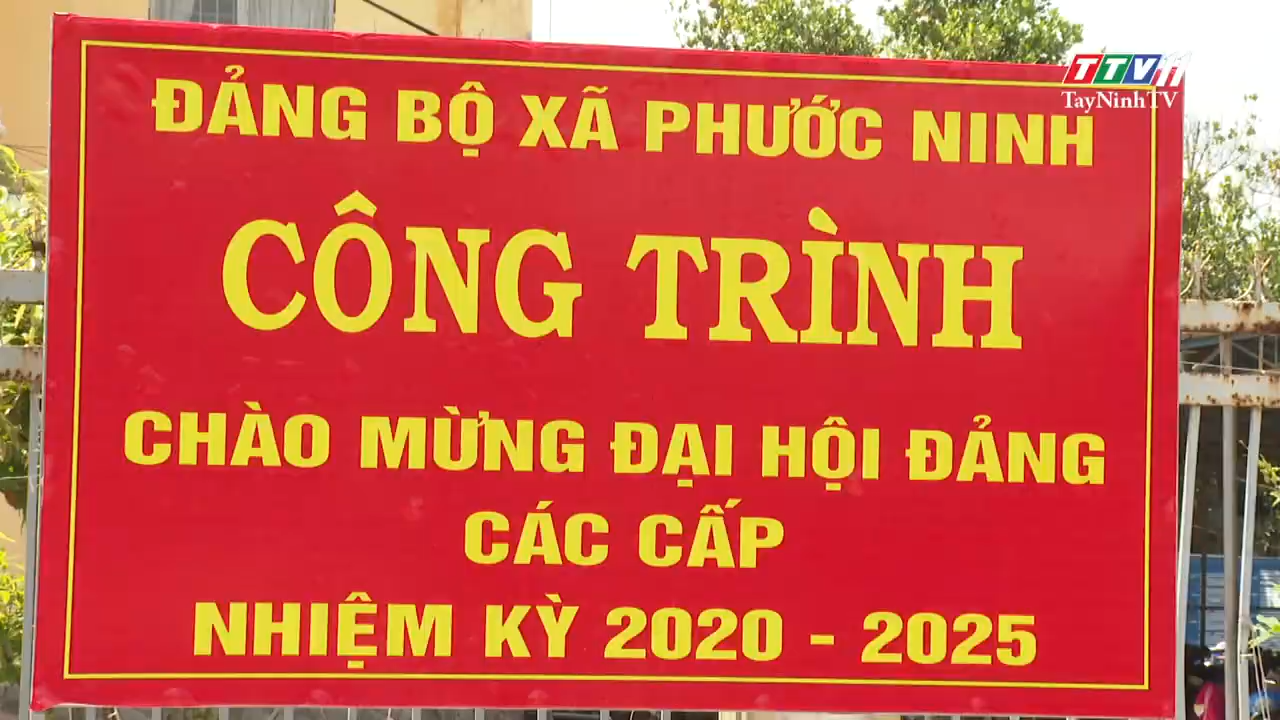 TTV11
TayNinhTV
ĐẢNG BỘ XÃ PHƯỚC NINH
CÔNG TRÌNH
CHÀO MỪNG ĐẠI HỘI ĐẢNG
CÁC CẤP
NHIỆM KỲ 2020 - 2025